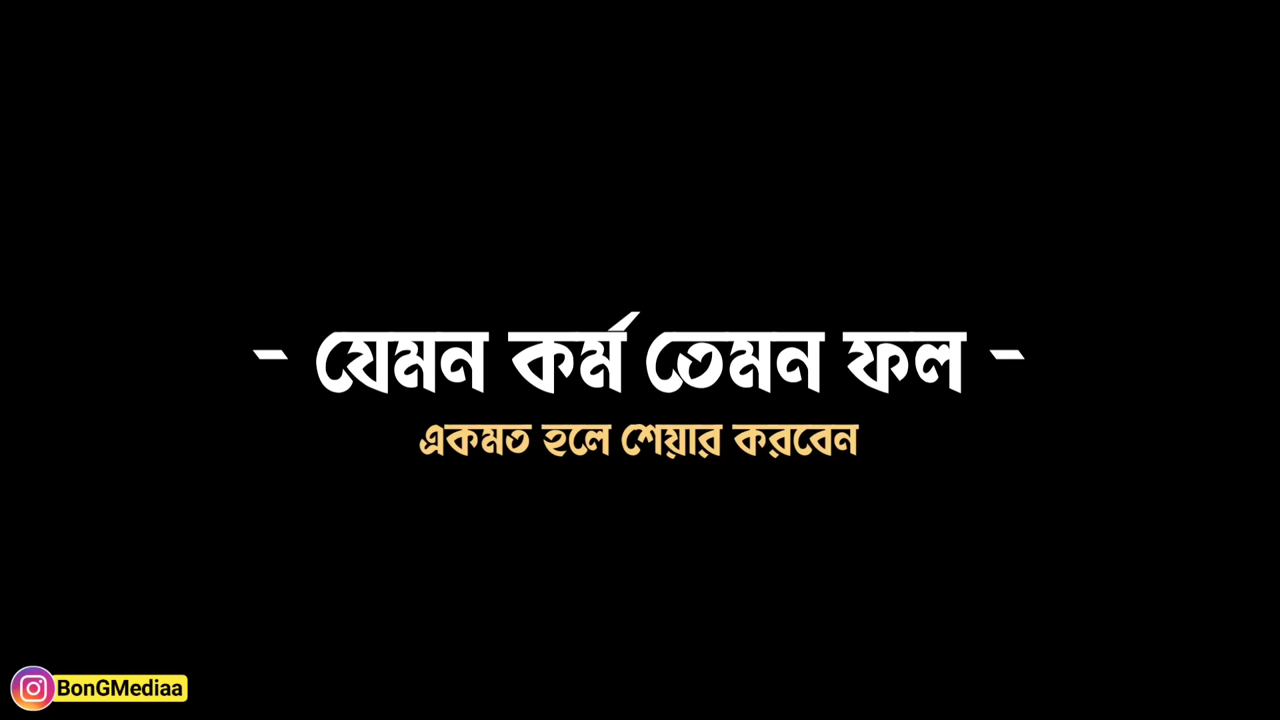 - যেমন কর্ম তেমন ফল -
একমত হলে শেয়ার করবেন
BonGMediaa